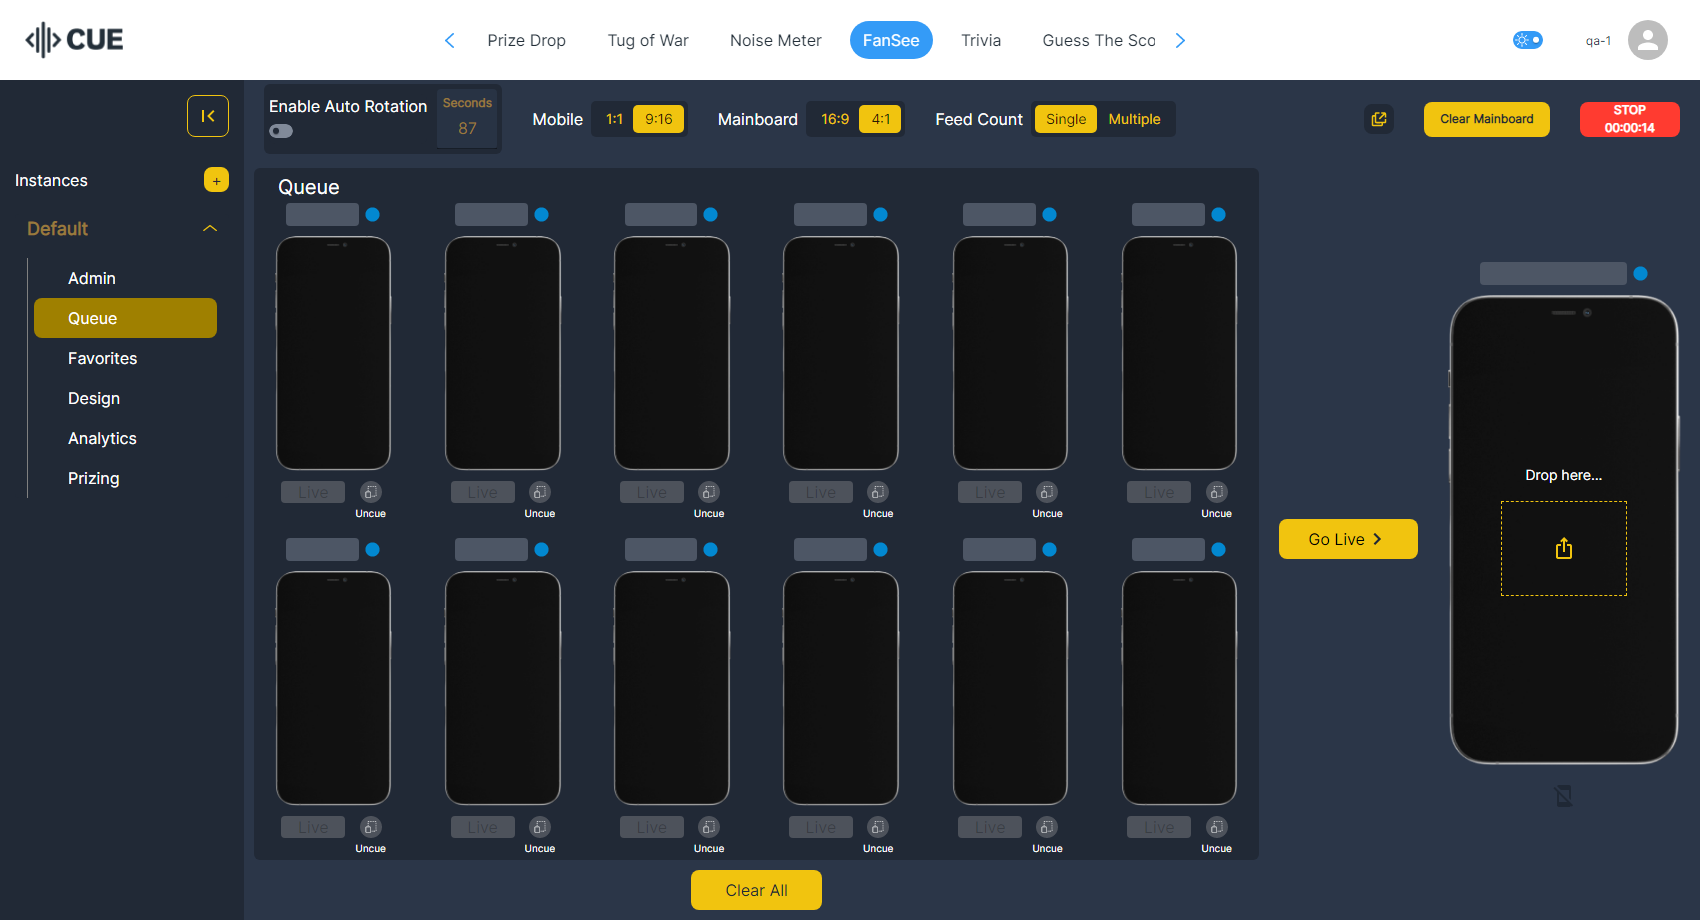 CUE
Prize Drop
Tug of War
Noise Meter
FanSee
Trivia
Guess The Sco
qa-1
Instances
+
Default
Admin
Queue
Favorites
Design
Analytics
Prizing
Enable Auto Rotation
Seconds
87
Mobile 1:1 9:16
Mainboard 16:9 4:1
Feed Count Single Multiple
Clear Mainboard
STOP
00:00:14
Queue
Live Live Live Live Live Live
Uncue Uncue Uncue Uncue Uncue Uncue
Live Live Live Live Live Live
Uncue Uncue Uncue Uncue Uncue Uncue
Clear All
Go Live
Drop here...